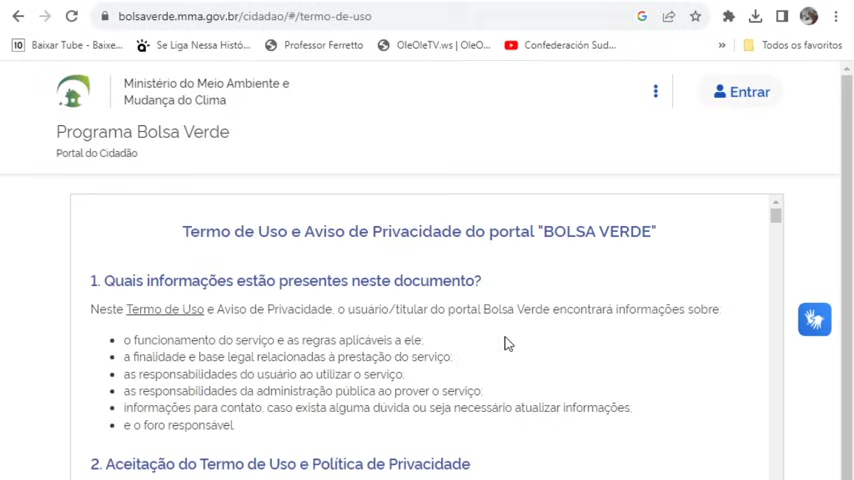 bolsaverde.mma.gov.br/cidadao/#/termo-de-uso
10 Baixar Tube - Baixe... Se Liga Nessa Histó... Professor Ferretto OleOleTV.ws | OleO... Confederación Sud... » Todos os favoritos
Ministério do Meio Ambiente e
Mudança do Clima
Entrar
Programa Bolsa Verde
Portal do Cidadão
Termo de Uso e Aviso de Privacidade do portal "BOLSA VERDE"
1. Quais informações estão presentes neste documento?
Neste Termo de Uso e Aviso de Privacidade, o usuário/titular do portal Bolsa Verde encontrará informações sobre:
• o funcionamento do serviço e as regras aplicáveis a ele;
• a finalidade e base legal relacionadas à prestação do serviço;
• as responsabilidades do usuário ao utilizar o serviço;
• as responsabilidades da administração pública ao prover o serviço;
• informações para contato, caso exista alguma dúvida ou seja necessário atualizar informações;
• e o foro responsável.
2. Aceitação do Termo de Uso e Política de Privacidade